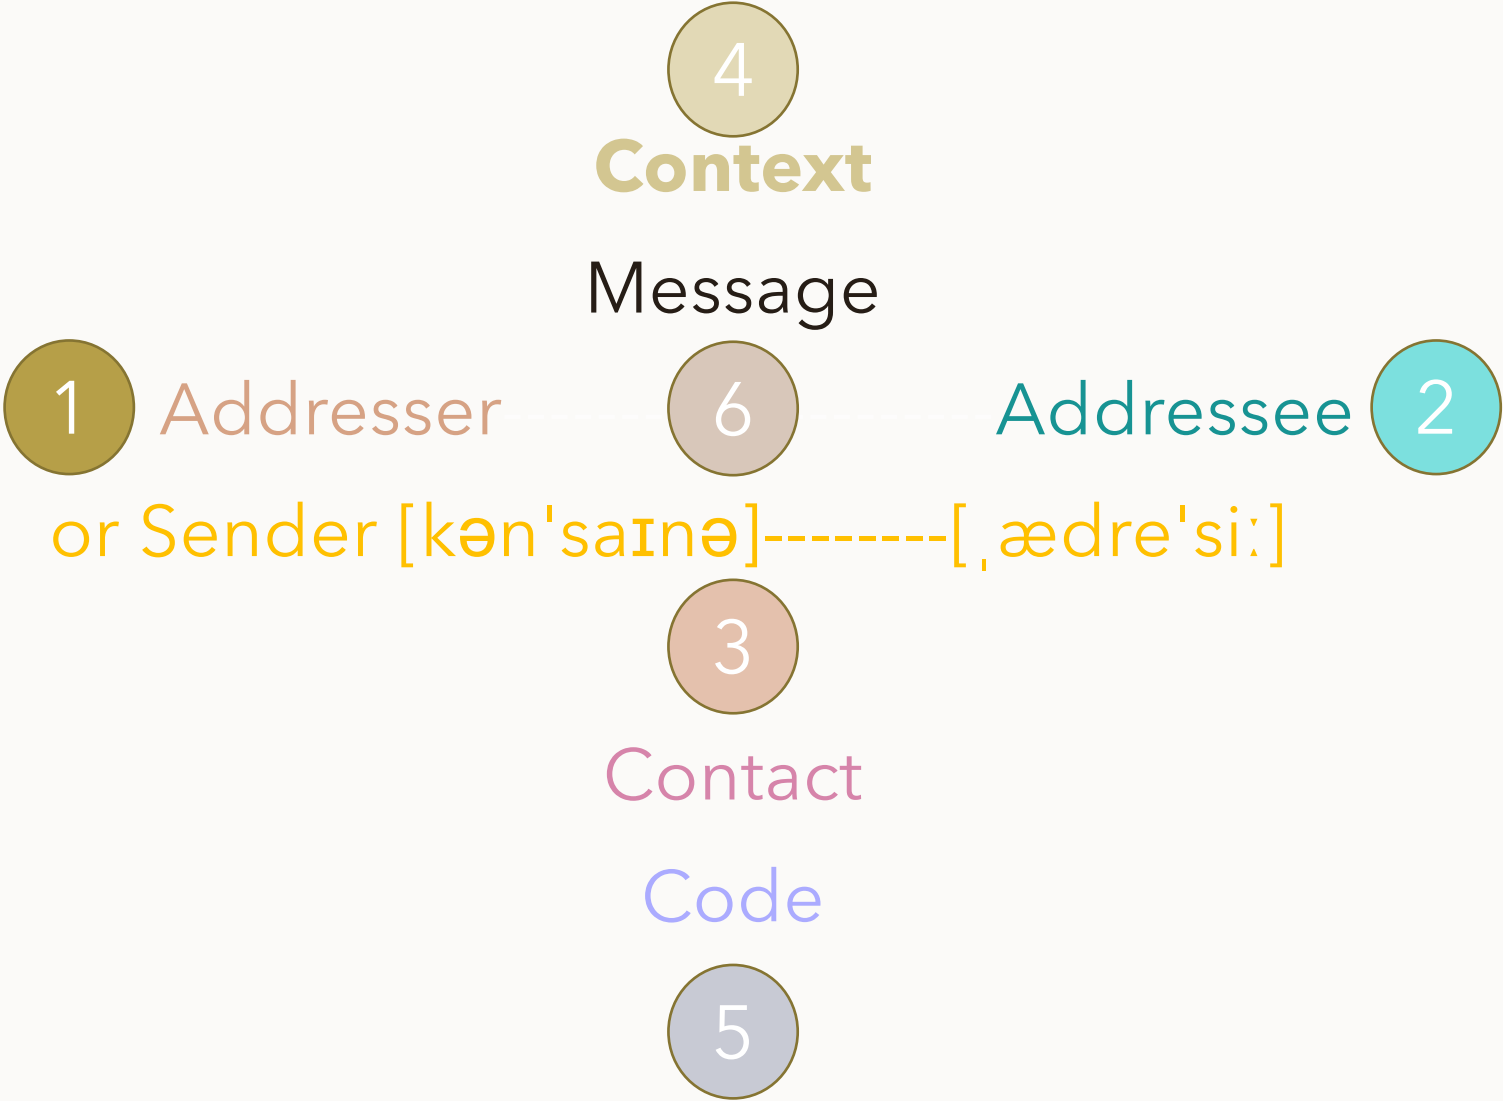 4
Context
Message
1 Addresser 6 Addressee 2
or Sender [kən'saɪnə]--------[ˌædre'siː]
3
Contact
Code
5